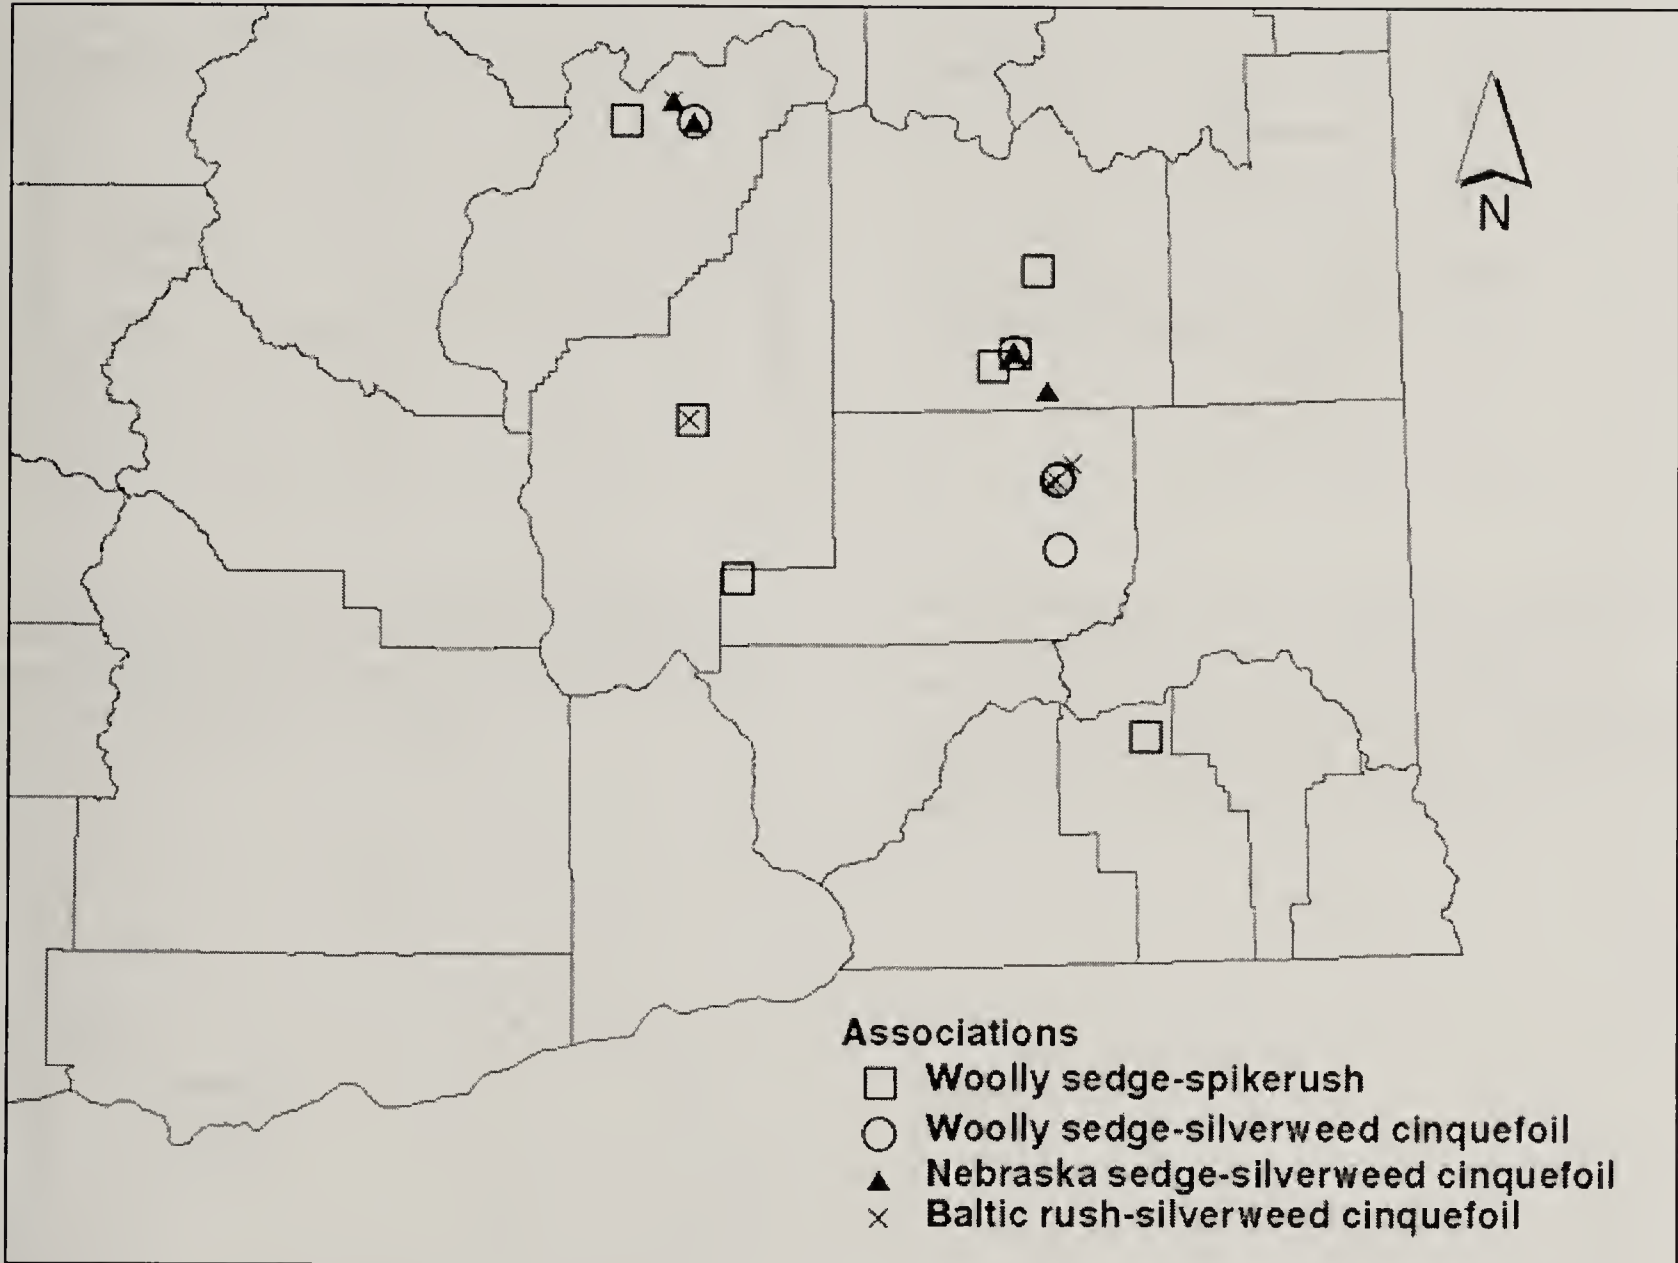 N
Associations
Woolly sedge-spikerush
Woolly sedge-silverweed cinquefoil
Nebraska sedge-silverweed cinquefoil
Baltic rush-silverweed cinquefoil